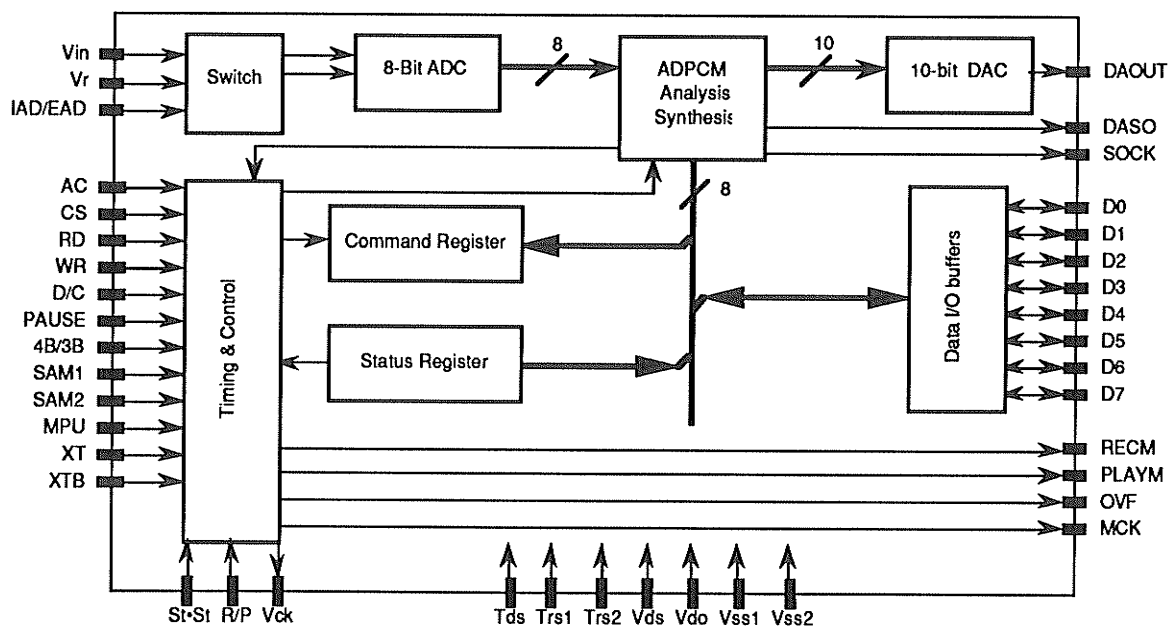 Vin
Vr
IAD/EAD
Switch
8-Bit ADC
8
ADPCM
Analysis
Synthesis
10
10-bit DAC
DAOUT
DASO
SOCK
AC
CS
RD
WR
D/C
PAUSE
4B/3B
SAM1
SAM2
MPU
XT
XTB
Timing & Control
Command Register
Status Register
8
Data I/O buffers
D0
D1
D2
D3
D4
D5
D6
D7
RECM
PLAYM
OVF
MCK
St•St R/P Vck
Tds Trs1 Trs2 Vds Vdo Vss1 Vss2